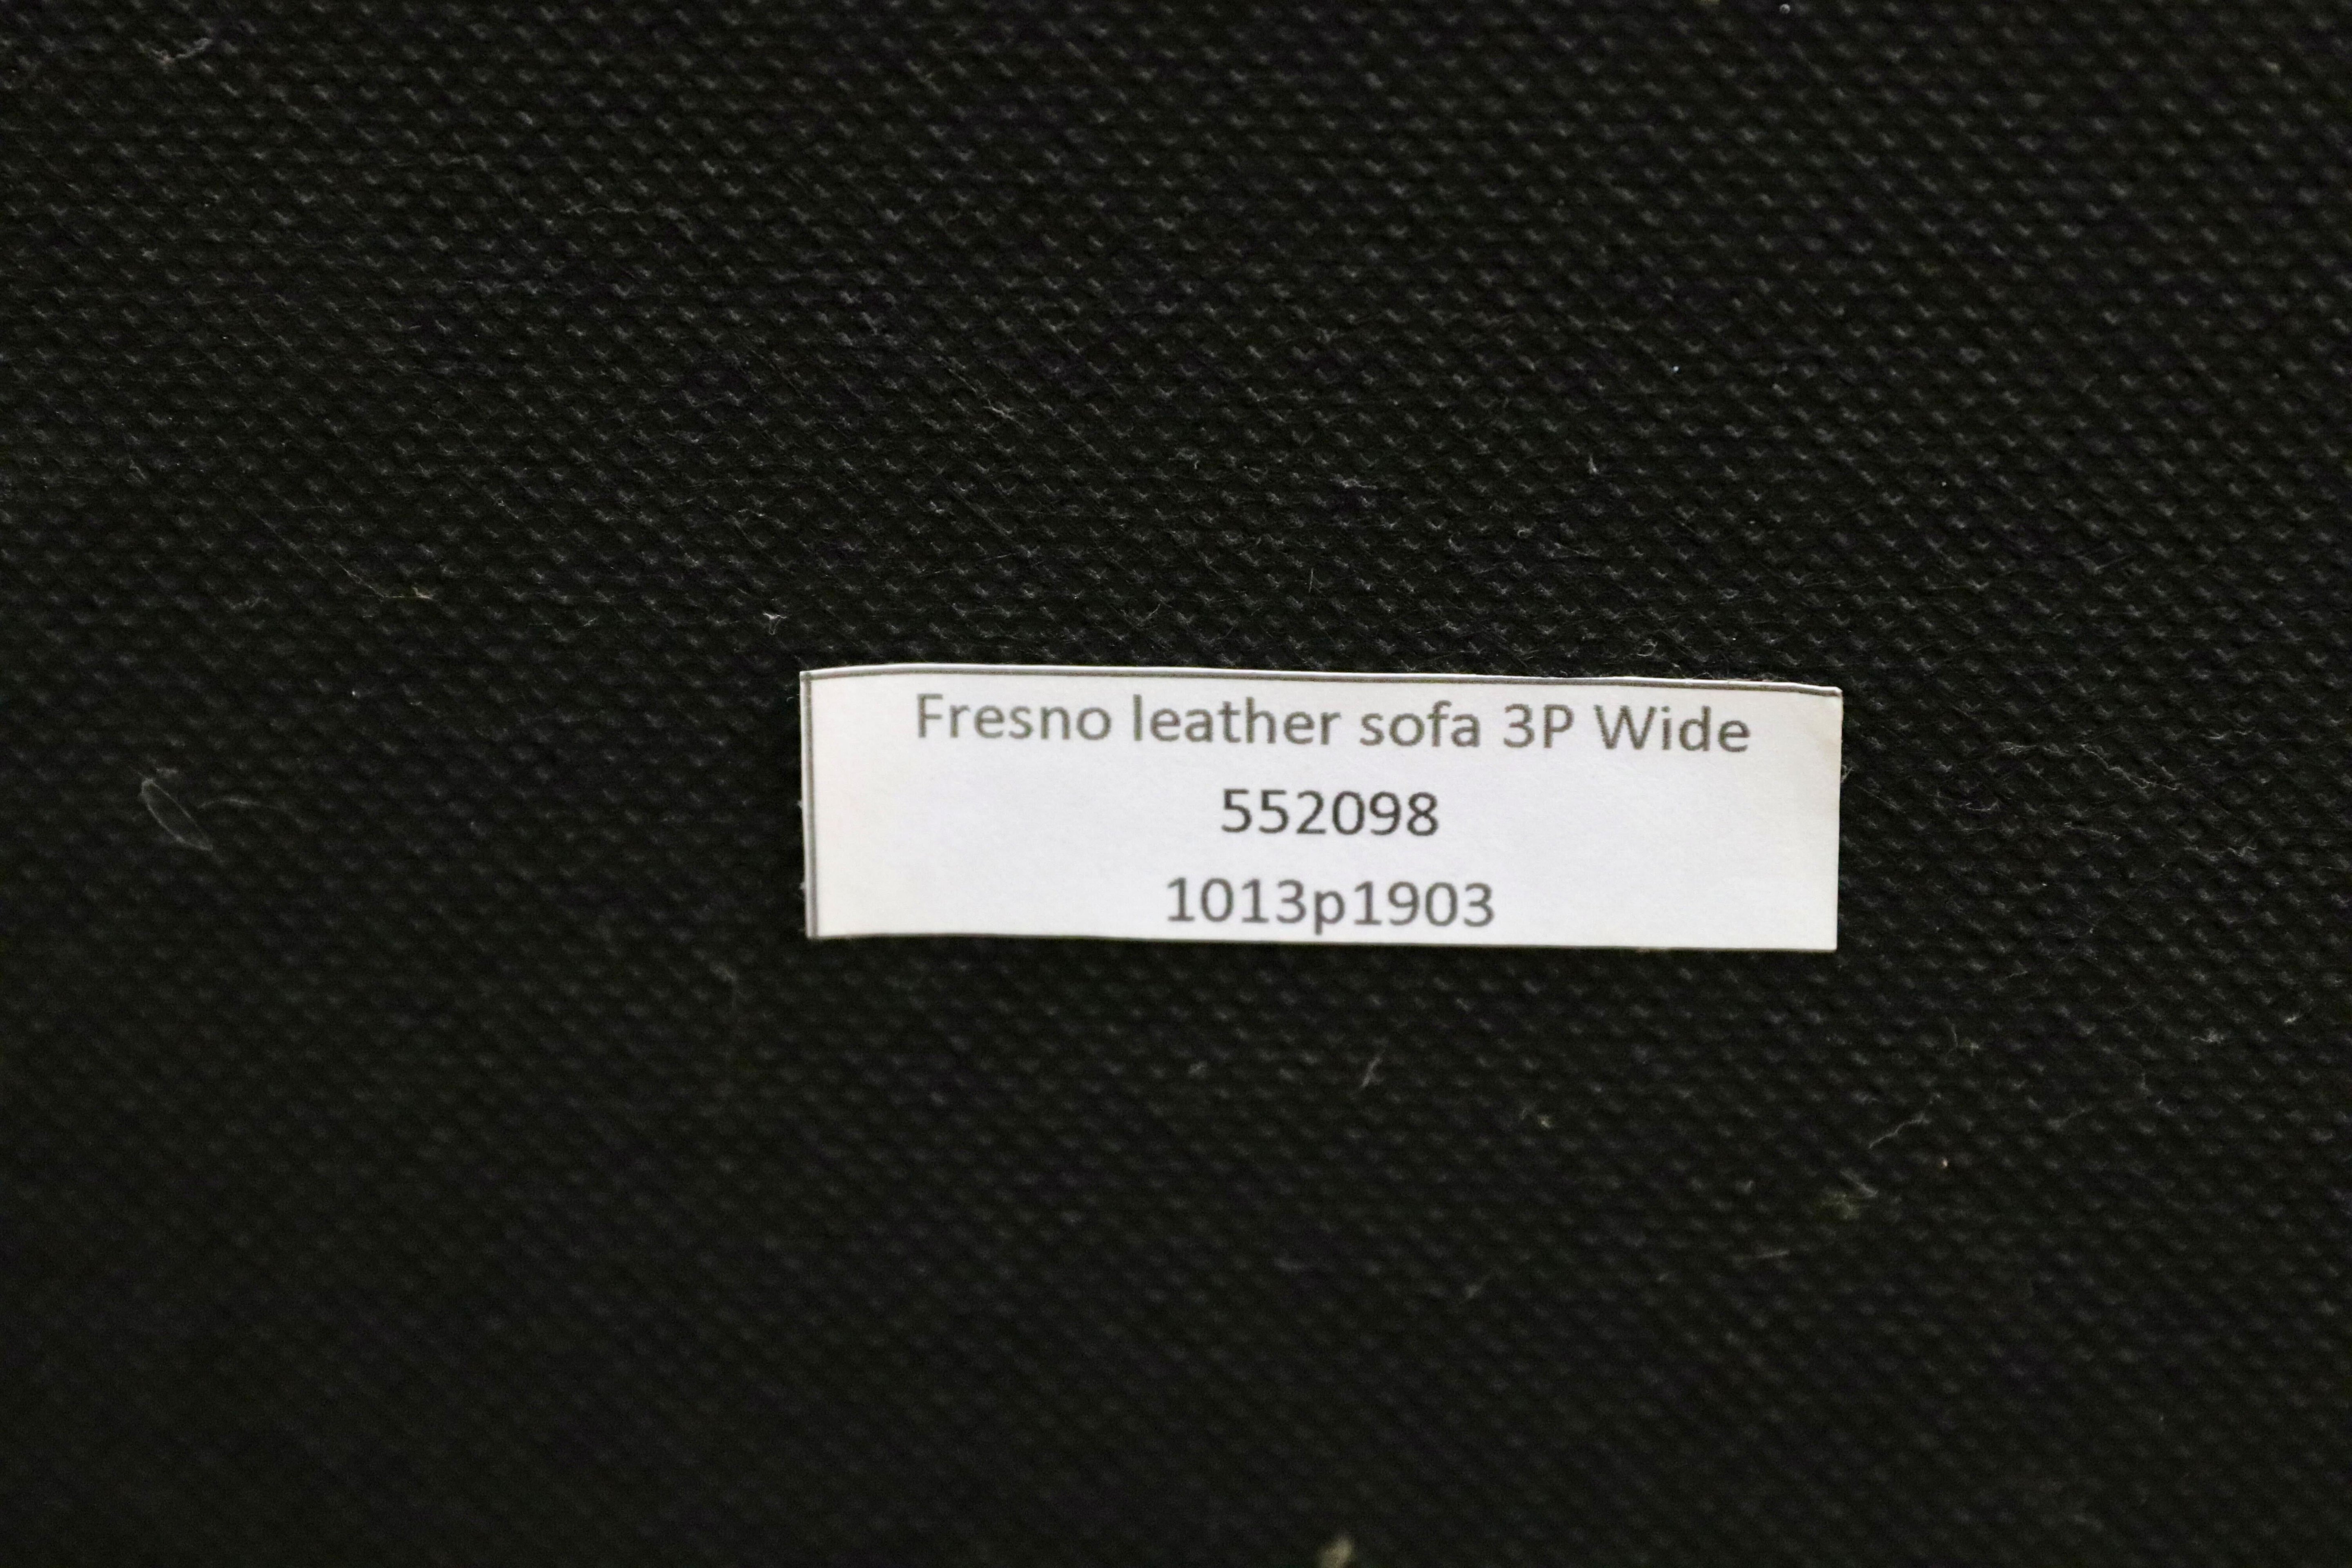 Fresno leather sofa 3P Wide
552098
1013p1903